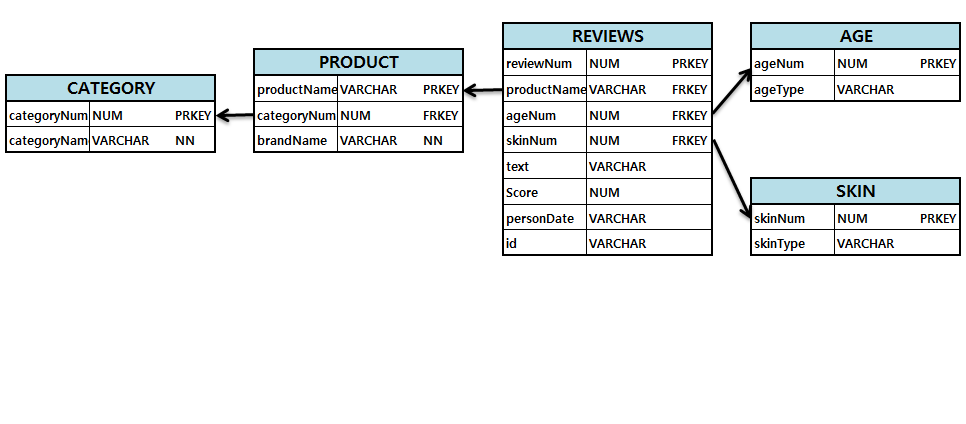 CATEGORY
categoryNum NUM PRKEY
categoryName VARCHAR NN
PRODUCT
productName VARCHAR PRKEY
categoryNum NUM FRKEY
brandName VARCHAR NN
REVIEWS
reviewNum NUM PRKEY
productName VARCHAR FRKEY
ageNum NUM FRKEY
skinNum NUM FRKEY
text VARCHAR
Score NUM
personDate VARCHAR
id VARCHAR
AGE
ageNum NUM PRKEY
ageType VARCHAR
SKIN
skinNum NUM PRKEY
skinType VARCHAR